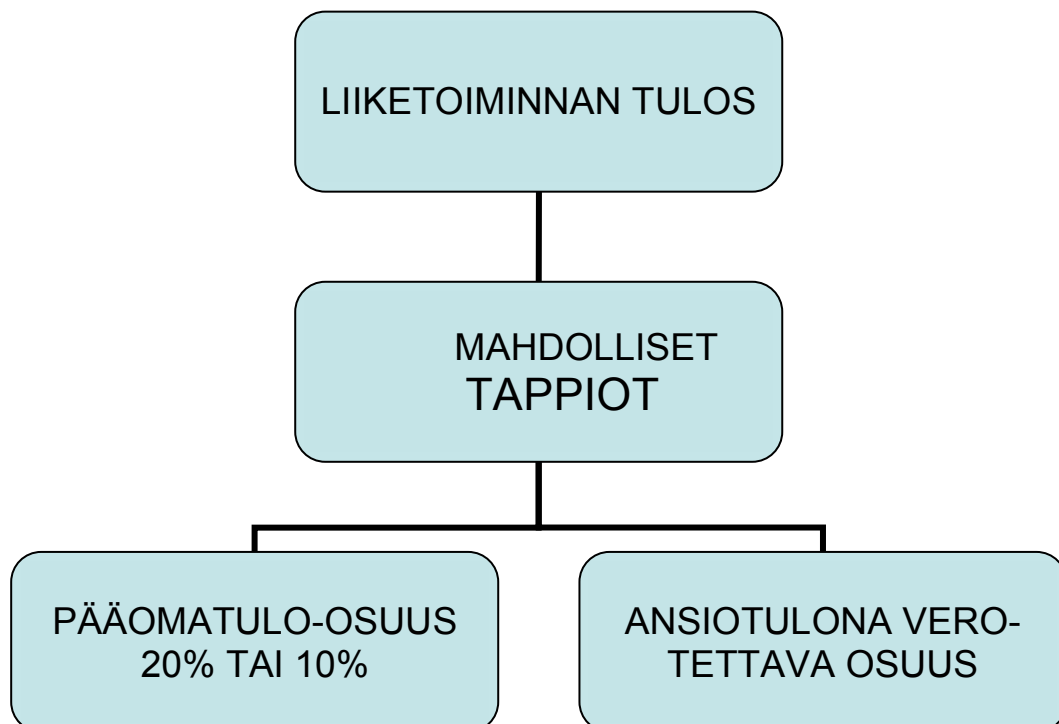 LIIKETOIMINNAN TULOS
MAHDOLLISET
TAPPIOT
PÄÄOMATULO-OSUUS
20% TAI 10%
ANSIOTULONA VERO-
TETTAVA OSUUS